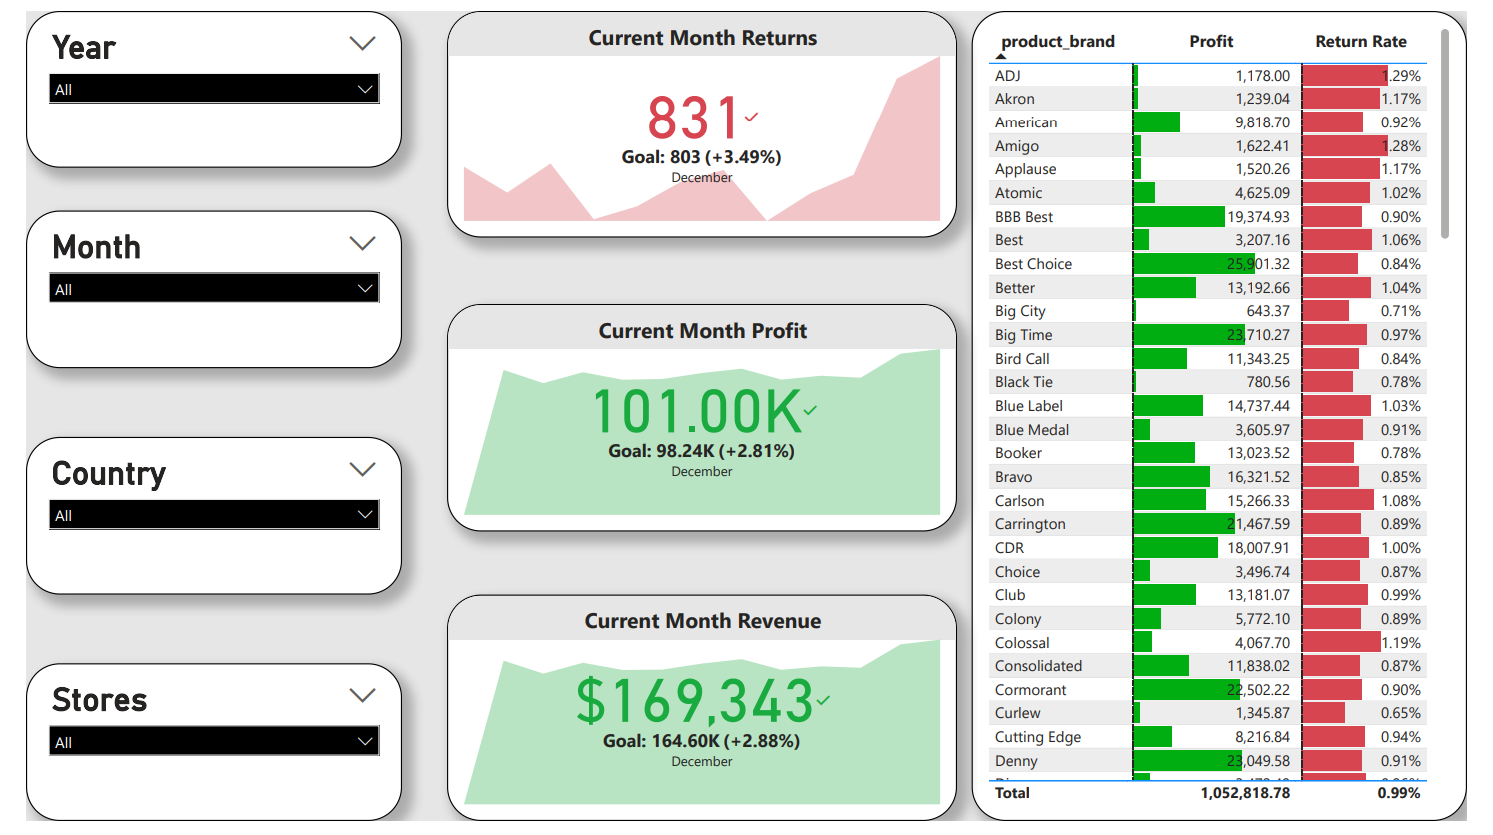 Year
All
Month
All
Country
All
Stores
All
Current Month Returns
831
Goal: 803 (+3.49%)
December
Current Month Profit
101.00K
Goal: 98.24K (+2.81%)
December
Current Month Revenue
$169,343
Goal: 164.60K (+2.88%)
December
product_brand Profit Return Rate
ADJ 1,178.00 1.29%
Akron 1,239.04 1.17%
American 9,818.70 0.92%
Amigo 1,622.41 1.28%
Applause 1,520.26 1.17%
Atomic 4,625.09 1.02%
BBB Best 19,374.93 0.90%
Best 3,207.16 1.06%
Best Choice 25,901.32 0.84%
Better 13,192.66 1.04%
Big City 643.37 0.71%
Big Time 23,710.27 0.97%
Bird Call 11,343.25 0.84%
Black Tie 780.56 0.78%
Blue Label 14,737.44 1.03%
Blue Medal 3,605.97 0.91%
Booker 13,023.52 0.78%
Bravo 16,321.52 0.85%
Carlson 15,266.33 1.08%
Carrington 21,467.59 0.89%
CDR 18,007.91 1.00%
Choice 3,496.74 0.87%
Club 13,181.07 0.99%
Colony 5,772.10 0.89%
Colossal 4,067.70 1.19%
Consolidated 11,838.02 0.87%
Cormorant 22,502.22 0.90%
Curlew 1,345.87 0.65%
Cutting Edge 8,216.84 0.94%
Denny 23,049.58 0.91%
Total 1,052,818.78 0.99%